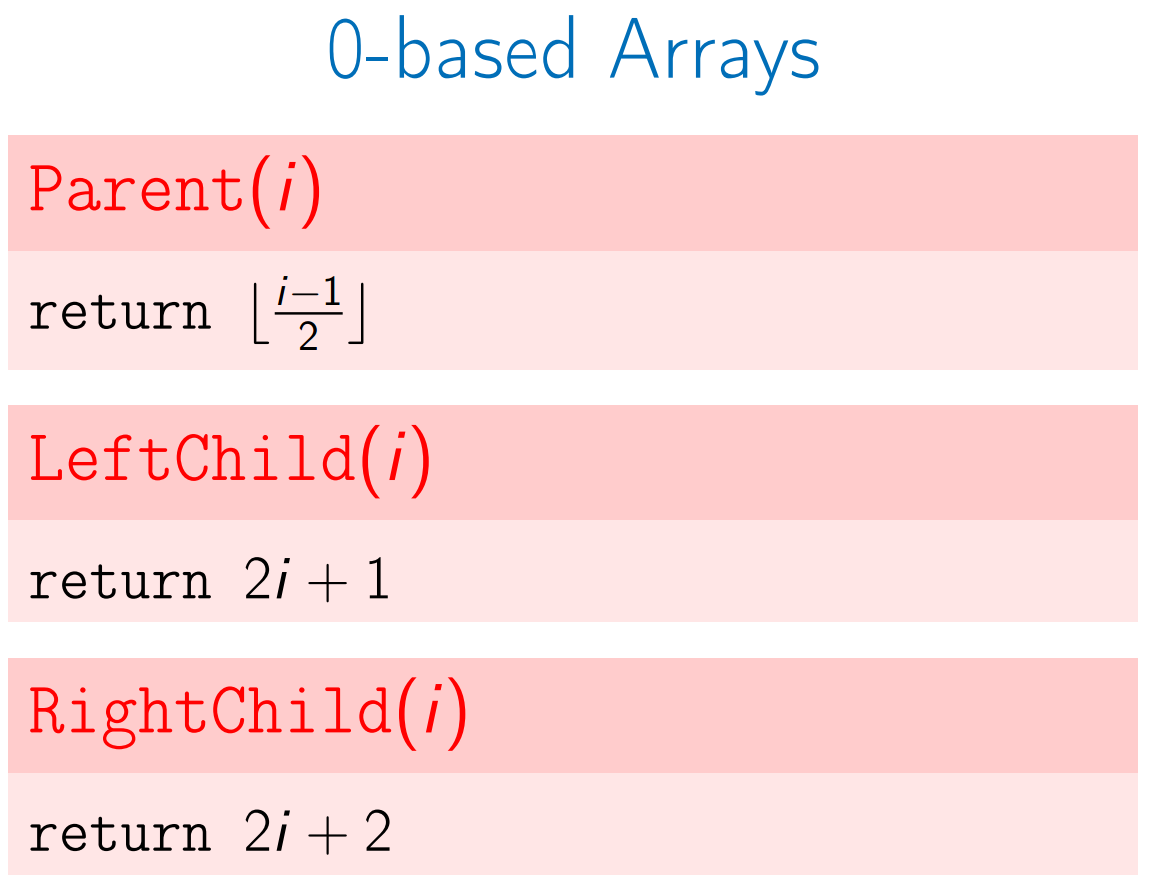 0-based Arrays
Parent(i)
return ⌊(i−1)/2⌋
LeftChild(i)
return 2i + 1
RightChild(i)
return 2i + 2